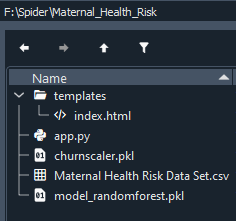 F:\Spider\Maternal_Health_Risk
Name
templates
index.html
app.py
churnscaler.pkl
Maternal Health Risk Data Set.csv
model_randomforest.pkl